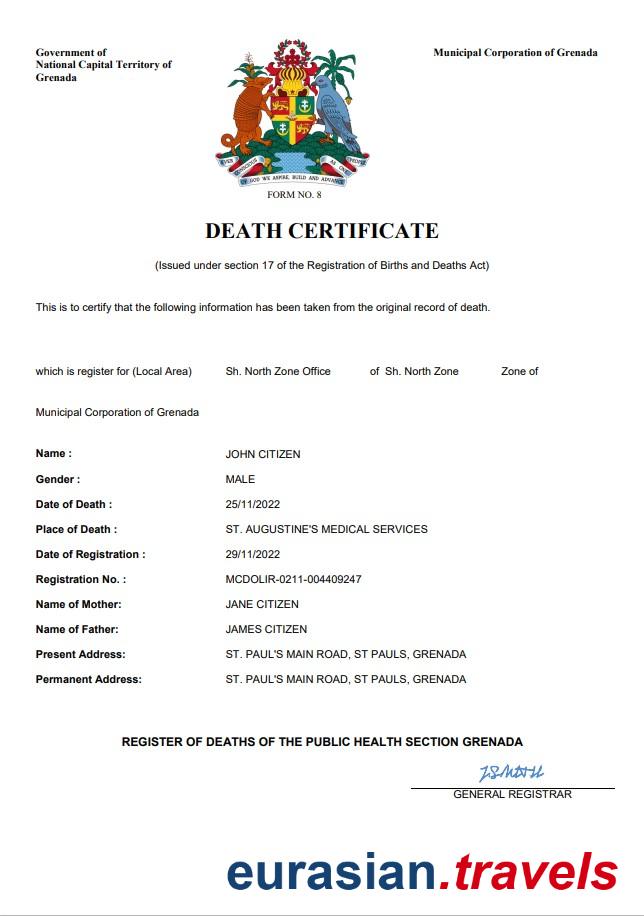 Government of
National Capital Territory of
Grenada
Municipal Corporation of Grenada
EVER CONSCIOUS OF GOD WE ASPIRE, BUILD AND ADVANCE AS ONE PEOPLE
FORM NO. 8
DEATH CERTIFICATE
(Issued under section 17 of the Registration of Births and Deaths Act)
This is to certify that the following information has been taken from the original record of death.
which is register for (Local Area) Sh. North Zone Office of Sh. North Zone Zone of
Municipal Corporation of Grenada
Name : JOHN CITIZEN
Gender : MALE
Date of Death : 25/11/2022
Place of Death : ST. AUGUSTINE'S MEDICAL SERVICES
Date of Registration : 29/11/2022
Registration No. : MCDOLIR-0211-004409247
Name of Mother: JANE CITIZEN
Name of Father: JAMES CITIZEN
Present Address: ST. PAUL'S MAIN ROAD, ST PAULS, GRENADA
Permanent Address: ST. PAUL'S MAIN ROAD, ST PAULS, GRENADA
REGISTER OF DEATHS OF THE PUBLIC HEALTH SECTION GRENADA
GENERAL REGISTRAR
eurasian.travels